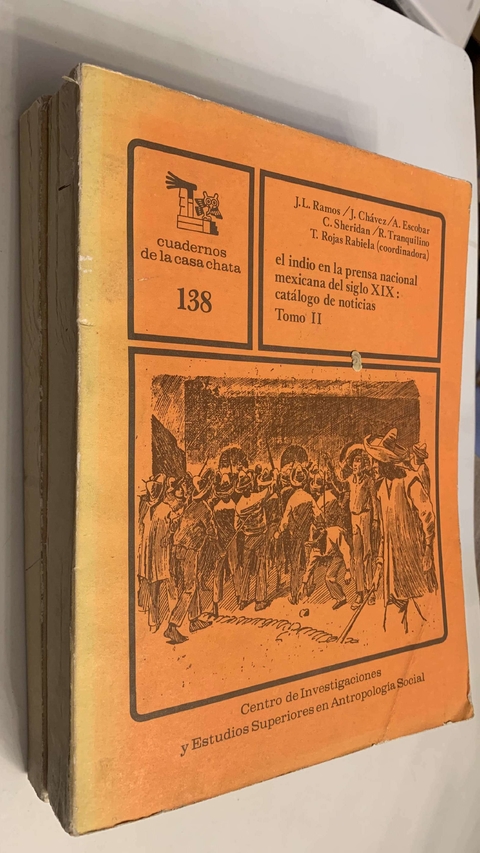 cuadernos
de la casa chata
138
J.L. Ramos/J. Chávez/A. Escobar
C. Sheridan/R. Tranquilino
T. Rojas Rabiela (coordinadora)
el indio en la prensa nacional
mexicana del siglo XIX:
catálogo de noticias
Tomo II
Centro de Investigaciones
y Estudios Superiores en Antropología Social